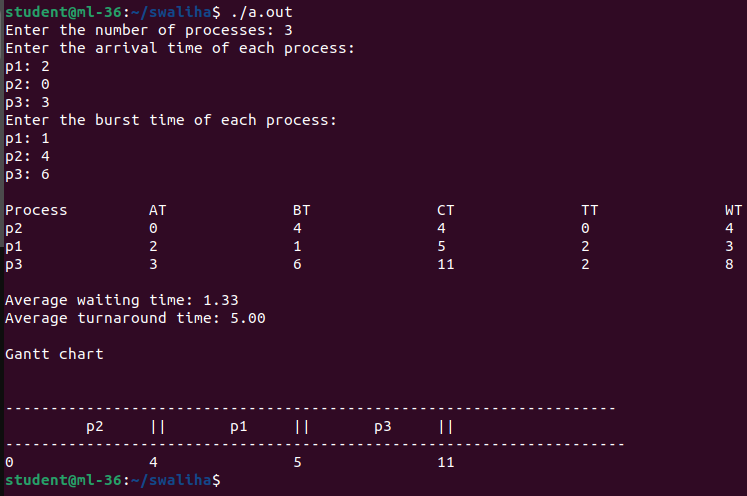 student@ml-36:~/swaliha$ ./a.out
Enter the number of processes: 3
Enter the arrival time of each process:
p1: 2
p2: 0
p3: 3
Enter the burst time of each process:
p1: 1
p2: 4
p3: 6
Process AT BT CT TT WT
p2 0 4 4 0 4
p1 2 1 5 2 3
p3 3 6 11 2 8
Average waiting time: 1.33
Average turnaround time: 5.00
Gantt chart
--------------------------------------------------------------------
p2 || p1 || p3 ||
---------------------------------------------------------------------
0 4 5 11
student@ml-36:~/swaliha$